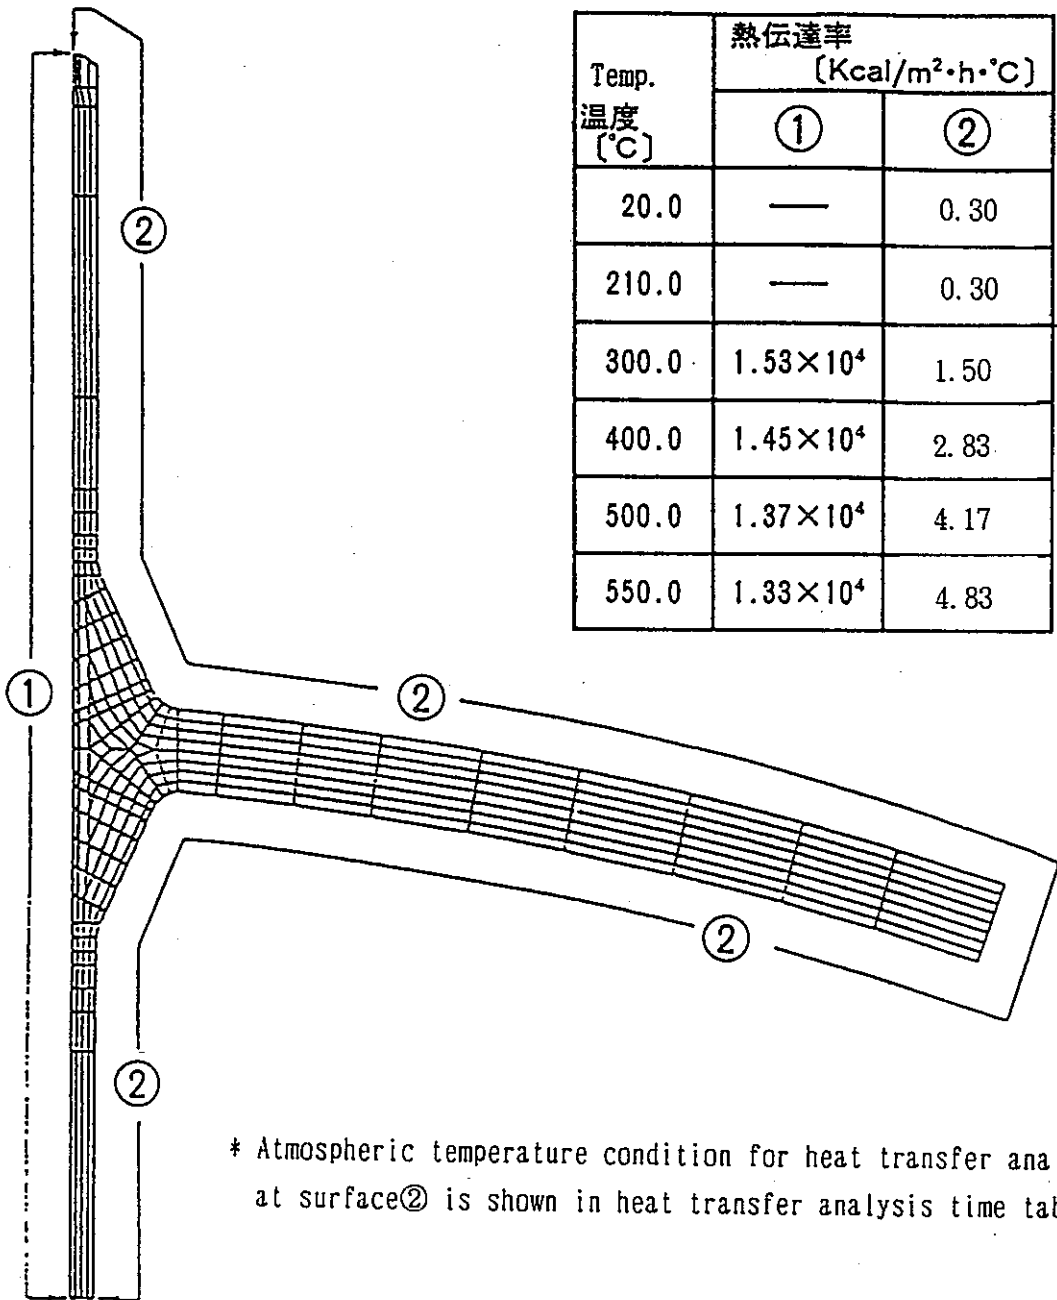 熱伝達率
〔Kcal/m²・h・℃〕
Temp.
温度
〔℃〕
① ②
20.0 — 0.30
210.0 — 0.30
300.0 1.53×10⁴ 1.50
400.0 1.45×10⁴ 2.83
500.0 1.37×10⁴ 4.17
550.0 1.33×10⁴ 4.83
②
①
②
②
②
* Atmospheric temperature condition for heat transfer ana
at surface② is shown in heat transfer analysis time tab